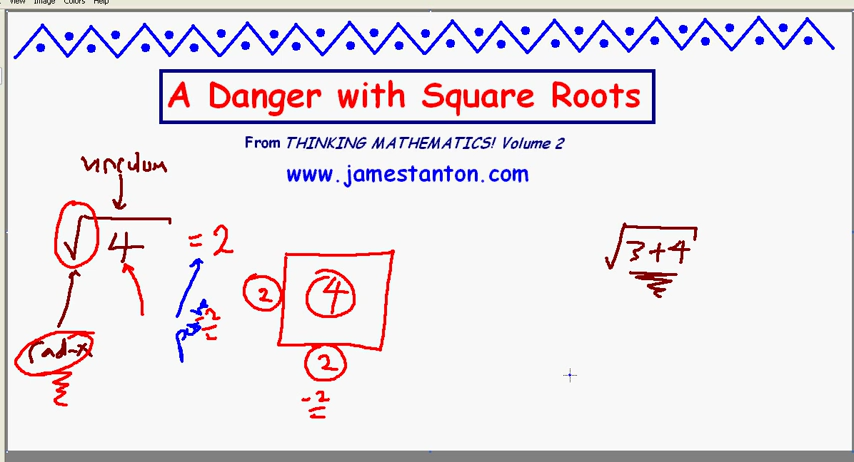 View Image Colors Help
A Danger with Square Roots
From THINKING MATHEMATICS! Volume 2
www.jamestanton.com
vinculum
√4 = 2
√3+4
2
4
-2
radix
2
-2